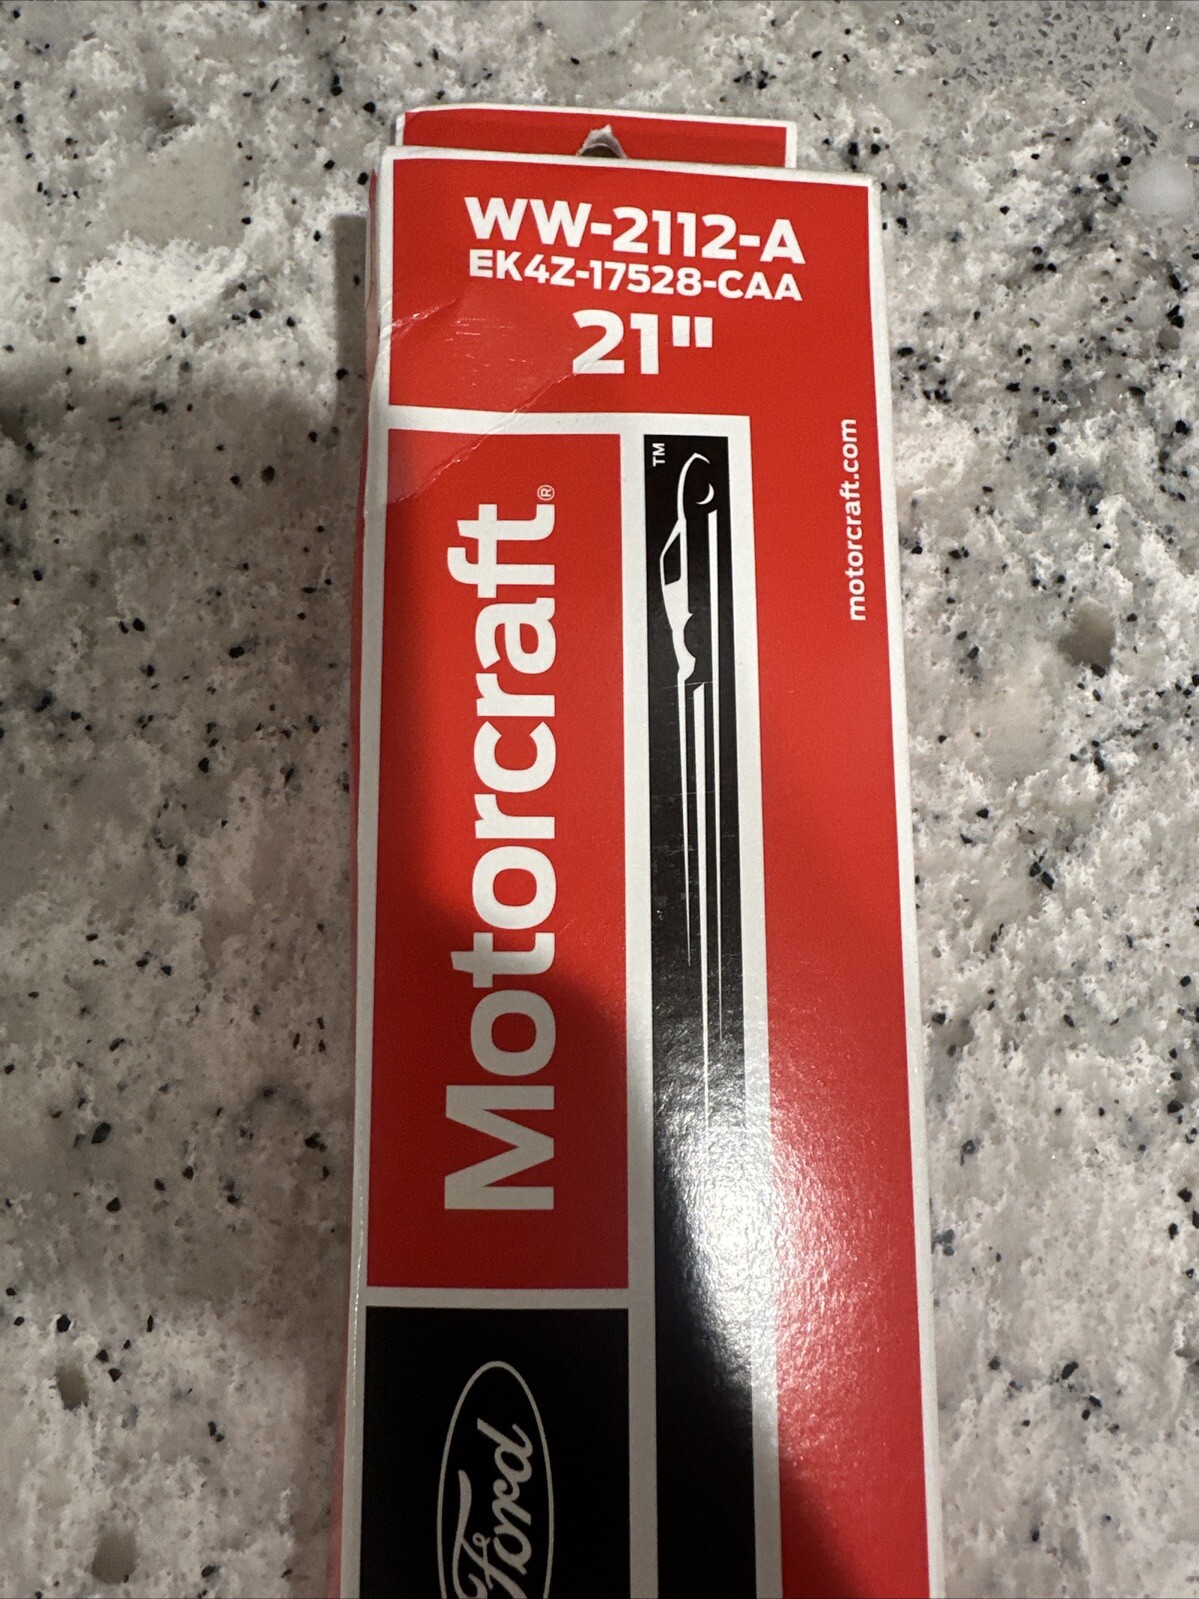 WW-2112-A
EK4Z-17528-CAA
21"
Motorcraft®
™
motorcraft.com
Ford